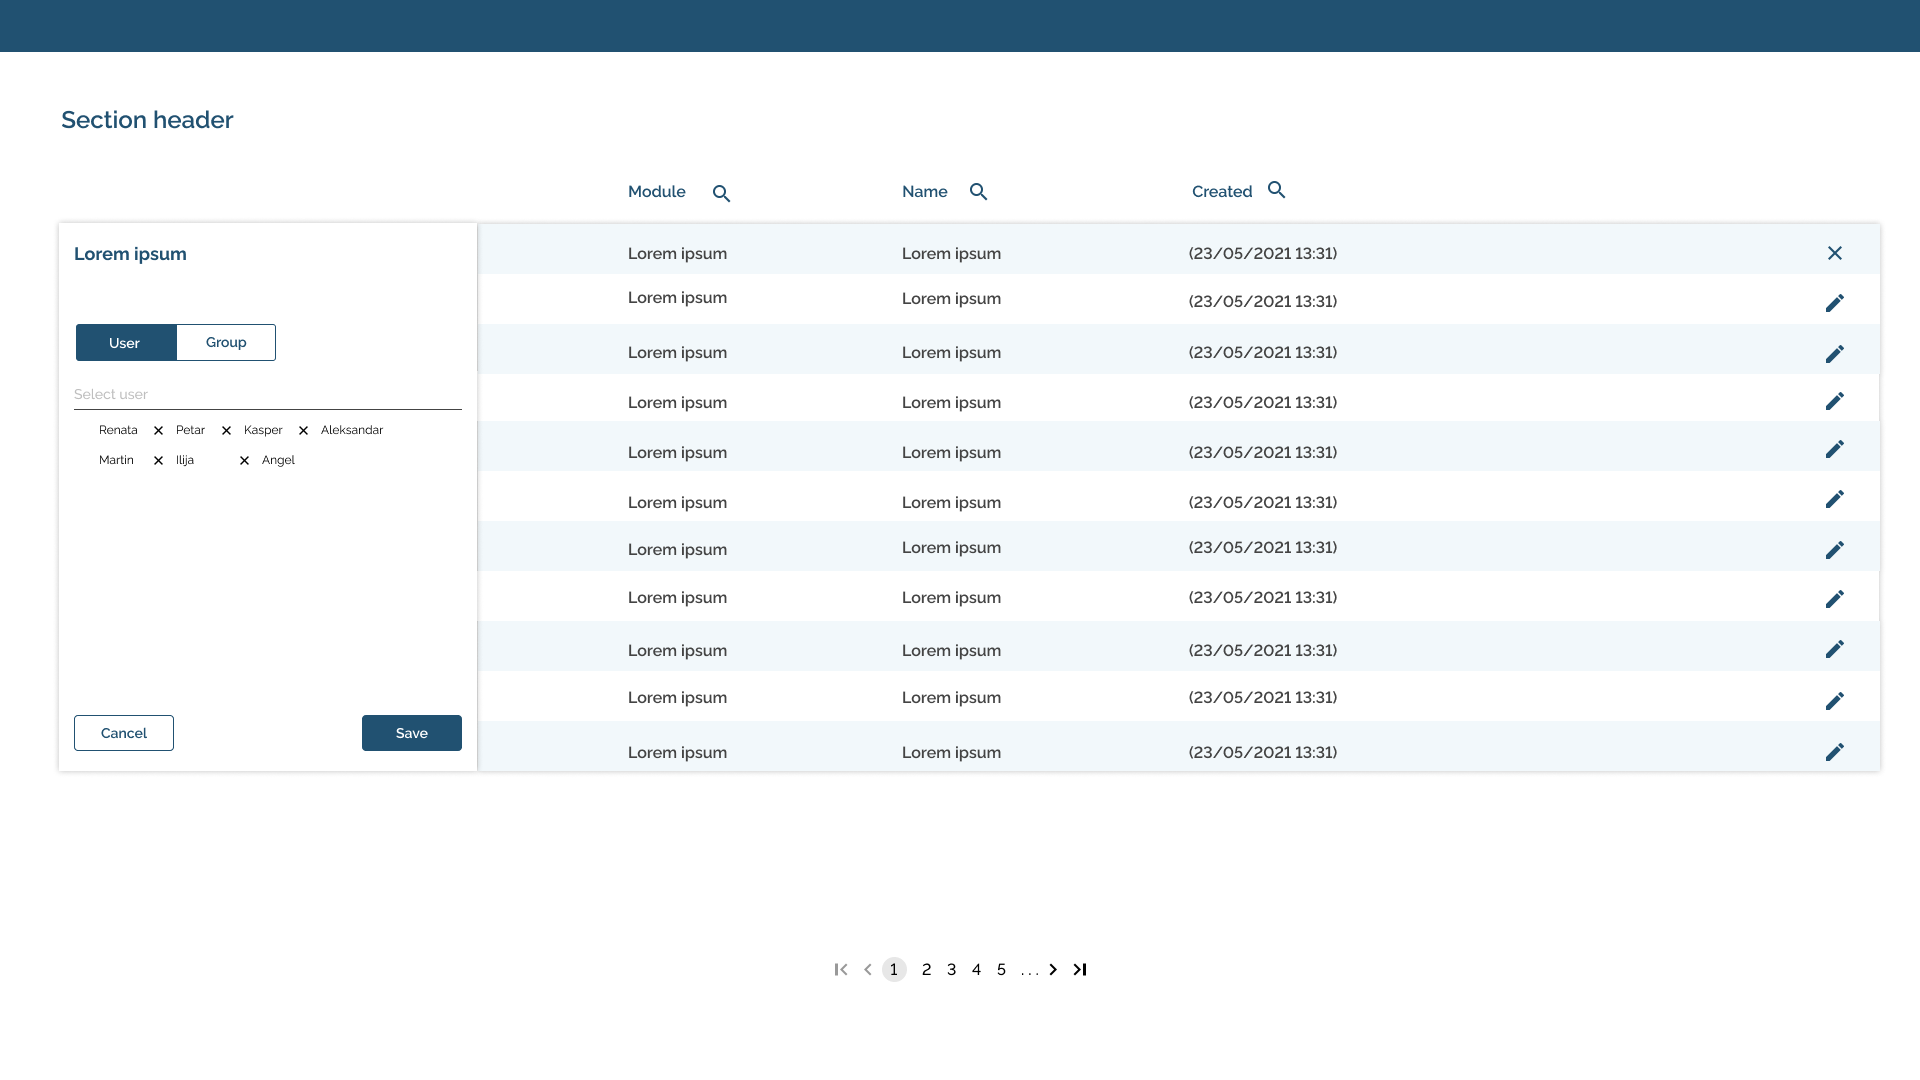 Section header
Module Name Created
Lorem ipsum
User Group
Select user
Renata Petar Kasper Aleksandar
Martin Ilija Angel
Cancel Save
Lorem ipsum Lorem ipsum (23/05/2021 13:31)
Lorem ipsum Lorem ipsum (23/05/2021 13:31)
Lorem ipsum Lorem ipsum (23/05/2021 13:31)
Lorem ipsum Lorem ipsum (23/05/2021 13:31)
Lorem ipsum Lorem ipsum (23/05/2021 13:31)
Lorem ipsum Lorem ipsum (23/05/2021 13:31)
Lorem ipsum Lorem ipsum (23/05/2021 13:31)
Lorem ipsum Lorem ipsum (23/05/2021 13:31)
Lorem ipsum Lorem ipsum (23/05/2021 13:31)
Lorem ipsum Lorem ipsum (23/05/2021 13:31)
Lorem ipsum Lorem ipsum (23/05/2021 13:31)
1 2 3 4 5 ...